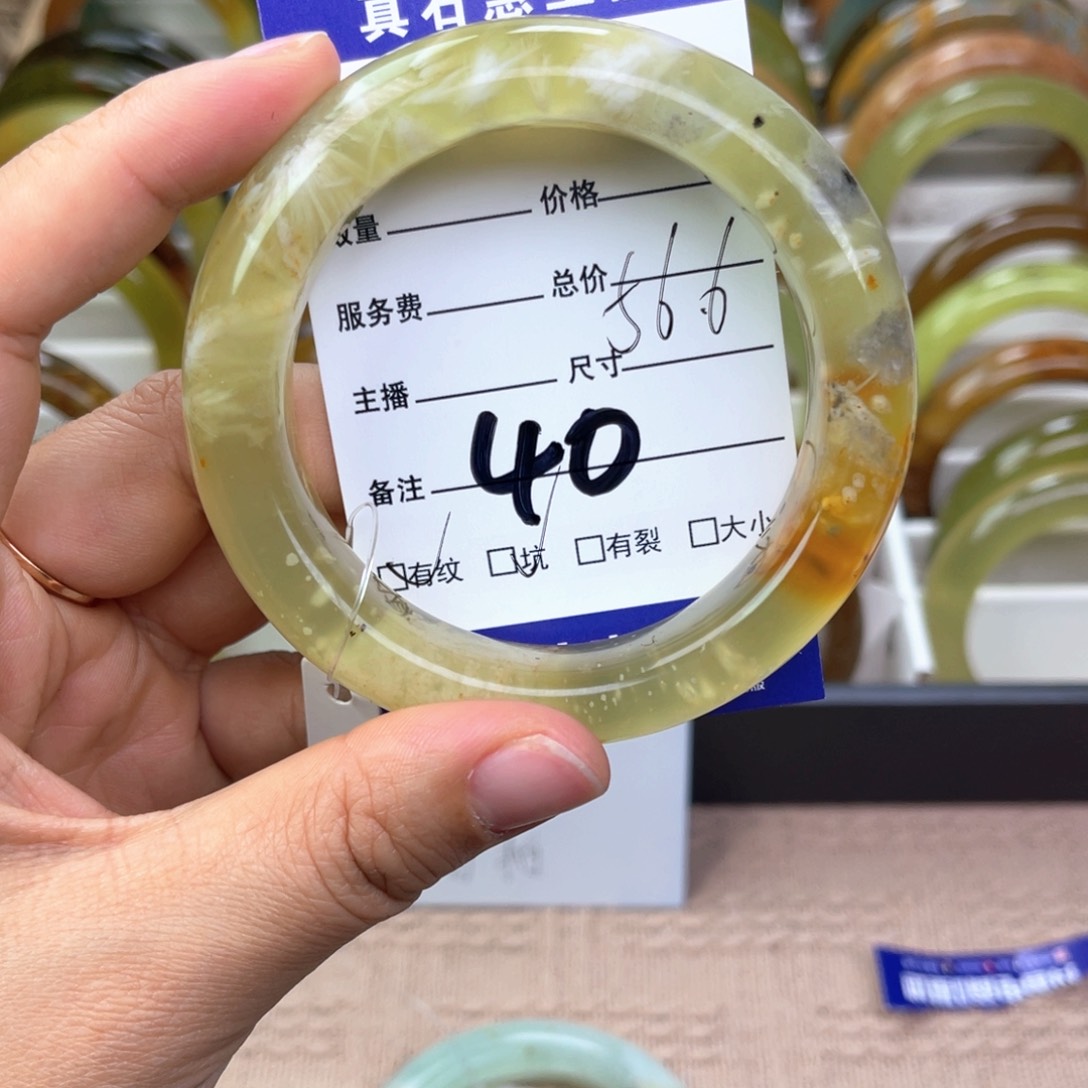 量 价格
服务费 总价 566
主播 尺寸
40
备注
□有纹 □坑 □有裂 □大小